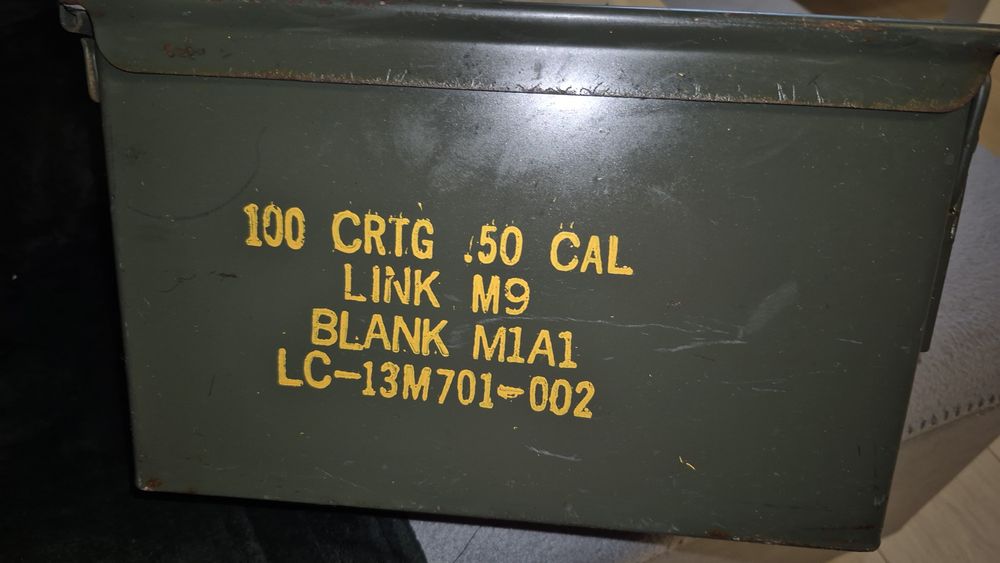 100 CRTG .50 CAL
LINK M9
BLANK M1A1
LC-13M701-002